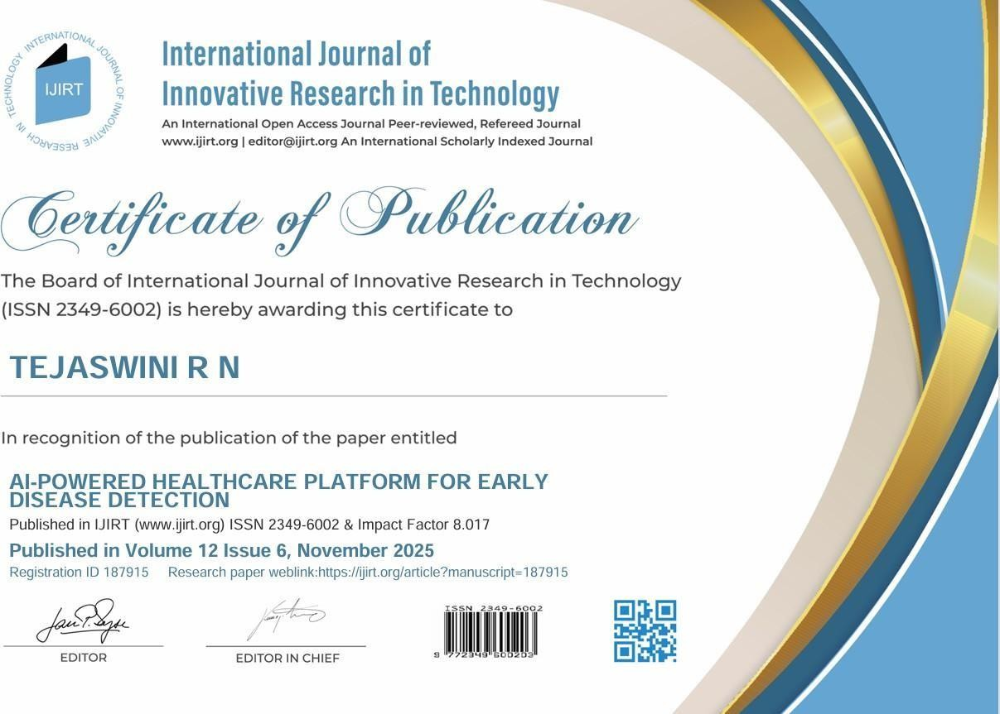 INTERNATIONAL JOURNAL OF INNOVATIVE RESEARCH IN TECHNOLOGY
IJIRT
International Journal of
Innovative Research in Technology
An International Open Access Journal Peer-reviewed, Refereed Journal
www.ijirt.org | editor@ijirt.org An International Scholarly Indexed Journal
Certificate of Publication
The Board of International Journal of Innovative Research in Technology
(ISSN 2349-6002) is hereby awarding this certificate to
TEJASWINI R N
In recognition of the publication of the paper entitled
AI-POWERED HEALTHCARE PLATFORM FOR EARLY
DISEASE DETECTION
Published in IJIRT (www.ijirt.org) ISSN 2349-6002 & Impact Factor 8.017
Published in Volume 12 Issue 6, November 2025
Registration ID 187915 Research paper weblink:https://ijirt.org/article?manuscript=187915
EDITOR
EDITOR IN CHIEF
ISSN 2349-6002
9 772349 600203